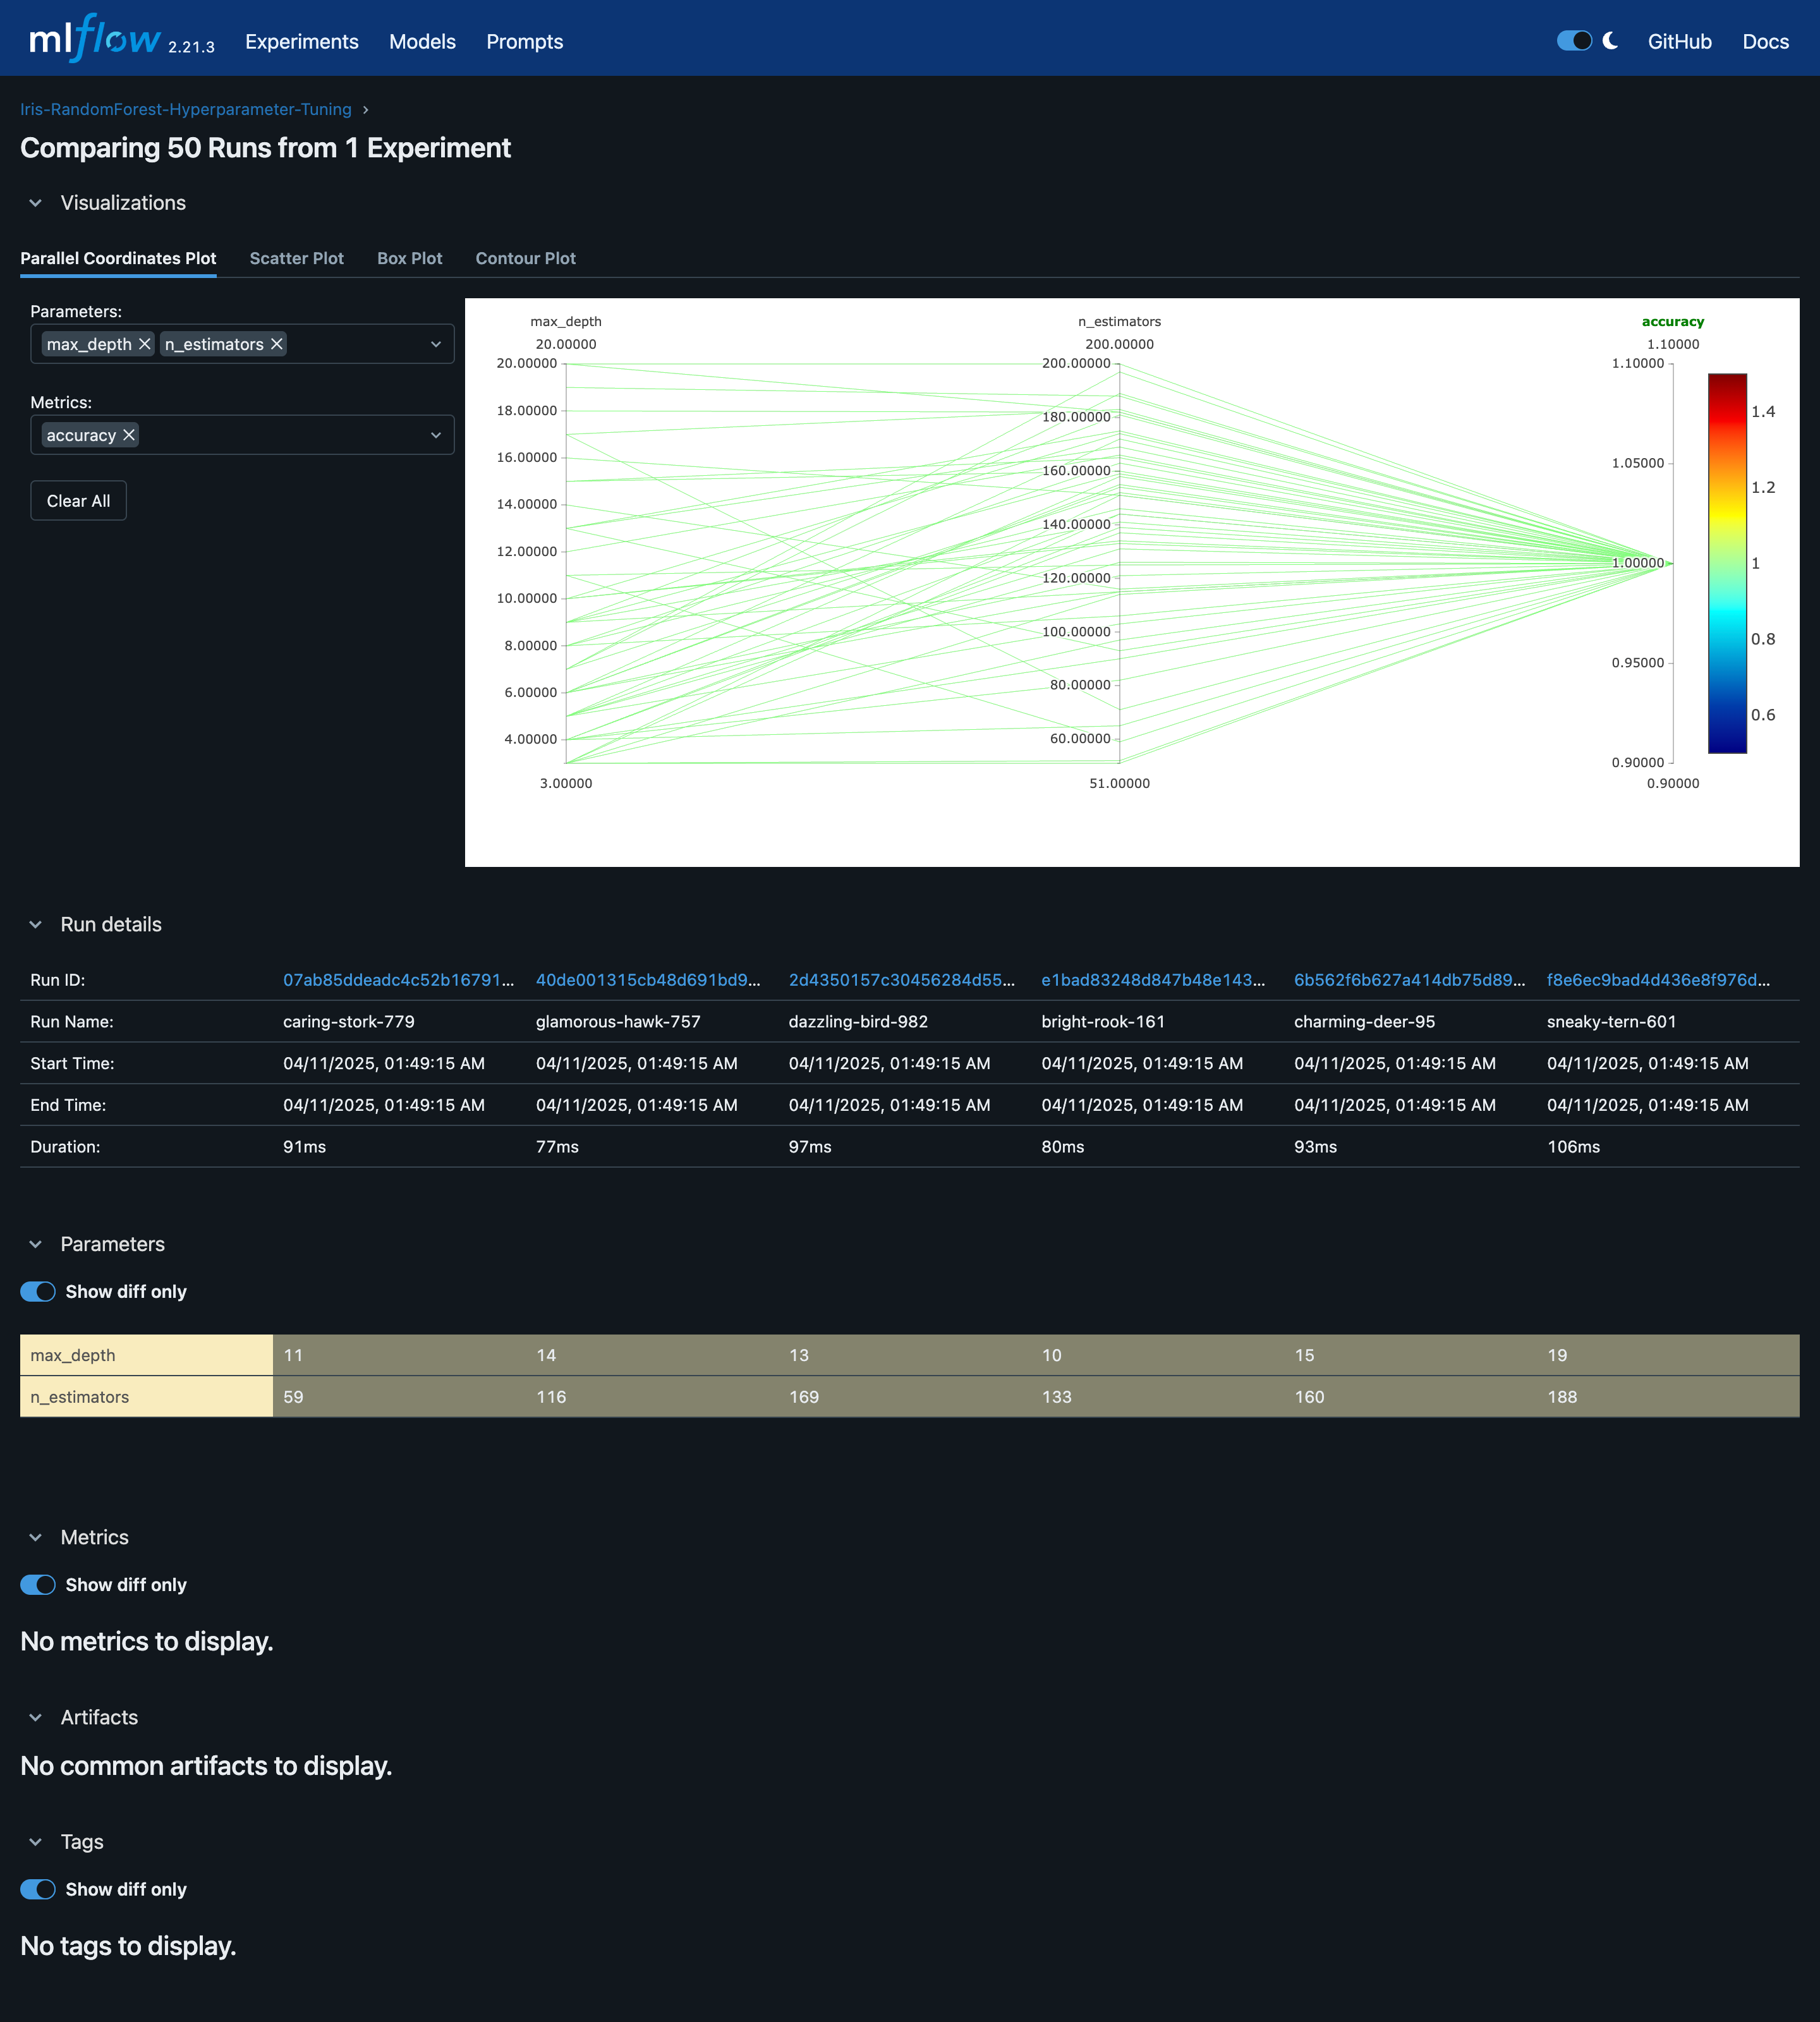 mlflow 2.21.3 Experiments Models Prompts GitHub Docs
Iris-RandomForest-Hyperparameter-Tuning
Comparing 50 Runs from 1 Experiment
Visualizations
Parallel Coordinates Plot Scatter Plot Box Plot Contour Plot
Parameters:
max_depth n_estimators
Metrics:
accuracy
Clear All
max_depth n_estimators accuracy
20.00000 200.00000 1.10000
20.00000
18.00000
16.00000
14.00000
12.00000
10.00000
8.00000
6.00000
4.00000
3.00000
200.00000
180.00000
160.00000
140.00000
120.00000
100.00000
80.00000
60.00000
51.00000
1.10000
1.05000
1.00000
0.95000
0.90000
0.90000
1.4
1.2
1
0.8
0.6
Run details
Run ID: 07ab85ddeadc4c52b16791... 40de001315cb48d691bd9... 2d4350157c30456284d55... e1bad83248d847b48e143... 6b562f6b627a414db75d89... f8e6ec9bad4d436e8f976d...
Run Name: caring-stork-779 glamorous-hawk-757 dazzling-bird-982 bright-rook-161 charming-deer-95 sneaky-tern-601
Start Time: 04/11/2025, 01:49:15 AM 04/11/2025, 01:49:15 AM 04/11/2025, 01:49:15 AM 04/11/2025, 01:49:15 AM 04/11/2025, 01:49:15 AM 04/11/2025, 01:49:15 AM
End Time: 04/11/2025, 01:49:15 AM 04/11/2025, 01:49:15 AM 04/11/2025, 01:49:15 AM 04/11/2025, 01:49:15 AM 04/11/2025, 01:49:15 AM 04/11/2025, 01:49:15 AM
Duration: 91ms 77ms 97ms 80ms 93ms 106ms
Parameters
Show diff only
max_depth 11 14 13 10 15 19
n_estimators 59 116 169 133 160 188
Metrics
Show diff only
No metrics to display.
Artifacts
No common artifacts to display.
Tags
Show diff only
No tags to display.